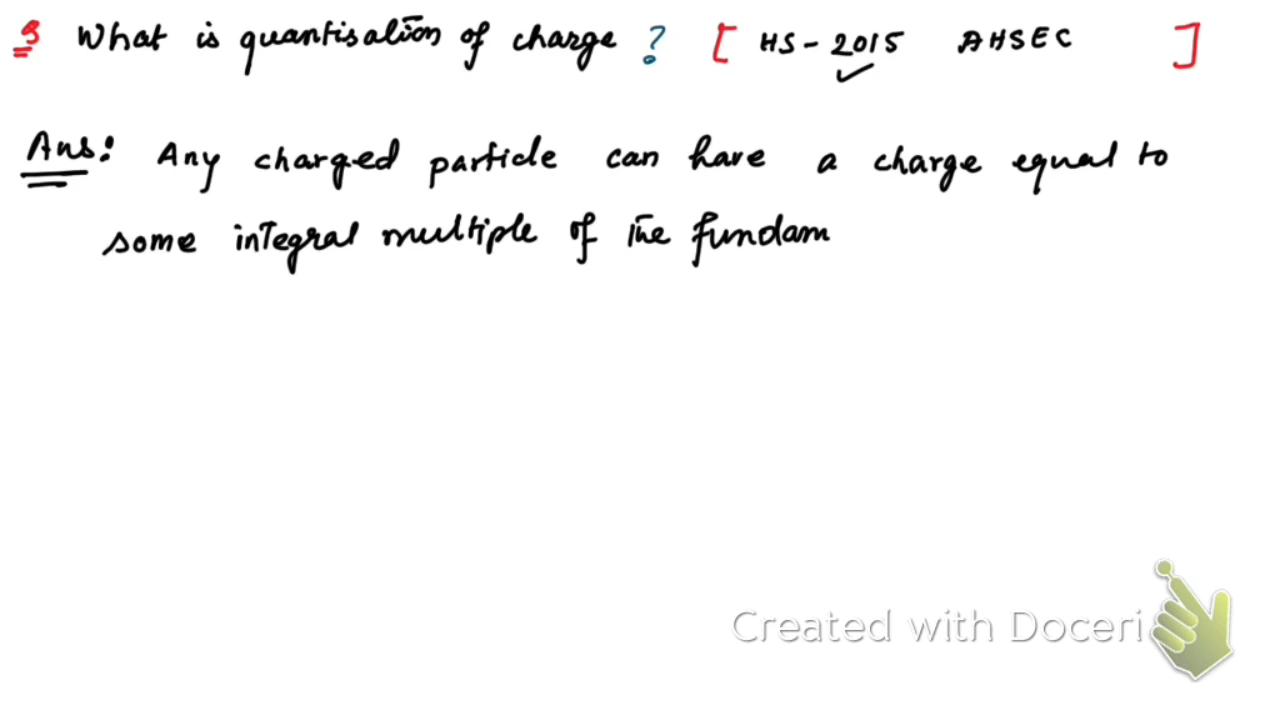 3 What is quantisation of charge ? [ HS - 2015 AHSEC ]
Ans: Any charged particle can have a charge equal to
some integral multiple of the fundam
Created with Doceri